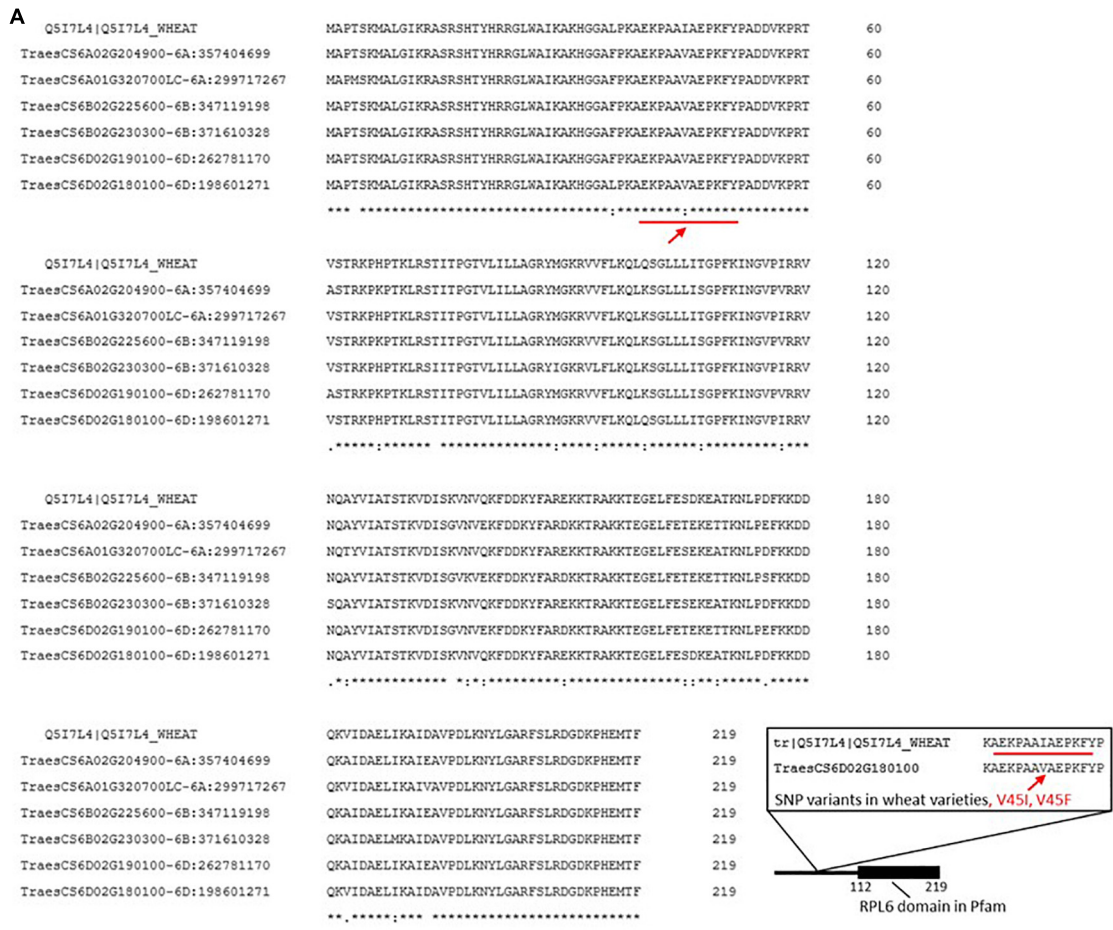 A
Q5I7L4|Q5I7L4_WHEAT MAPTSKMALGIKRASRSHTYHRRGLWAIKAKHGGALPKAEKPAAIAEPKFYPADDVKPRT 60
TraesCS6A02G204900-6A:357404699 MAPTSKMALGIKRASRSHTYHRRGLWAIKAKHGGAFPKAEKPAAVAEPKFYPADDVKPRT 60
TraesCS6A01G320700LC-6A:299717267 MAPMSKMALGIKRASRSHTYHRRGLWAIKAKHGGALPKAEKPAAVAEPKFYPADDVKPRT 60
TraesCS6B02G225600-6B:347119198 MAPTSKMALGIKRASRSHTYHRRGLWAIKAKHGGAFPKAEKPAAVAEPKFYPADDVKPRT 60
TraesCS6B02G230300-6B:371610328 MAPTSKMALGIKRASRSHTYHRRGLWAIKAKHGGAFPKAEKPAAVAEPKFYPADDVKPRT 60
TraesCS6D02G190100-6D:262781170 MAPTSKMALGIKRASRSHTYHRRGLWAIKAKHGGAFPKAEKPAAVAEPKFYPADDVKPRT 60
TraesCS6D02G180100-6D:198601271 MAPTSKMALGIKRASRSHTYHRRGLWAIKAKHGGALPKAEKPAAVAEPKFYPADDVKPRT 60
*** *******************************:********:***************
Q5I7L4|Q5I7L4_WHEAT VSTRKPHPTKLRSTITPGTVLILLAGRYMGKRVVFLKQLQSGLLLITGPFKINGVPIRRV 120
TraesCS6A02G204900-6A:357404699 ASTRKPKPTKLRSTITPGTVLILLAGRYMGKRVVFLKQLKSGLLLISGPFKINGVPVRRV 120
TraesCS6A01G320700LC-6A:299717267 VSTRKPHPTKLRSTITPGTVLILLAGRYMGKRVVFLKQLKSGLLLITGPFKINGVPIRRV 120
TraesCS6B02G225600-6B:347119198 VSTRKPKPTKLRSTITPGTVLILLAGRYMGKRVVFLKQLKSGLLLISGPFKINGVPVRRV 120
TraesCS6B02G230300-6B:371610328 VSTRKPHPTKLRSTITPGTVLILLAGRYIGKRVLFLKQLKSGLLLITGPFKINGVPIRRV 120
TraesCS6D02G190100-6D:262781170 ASTRKPKPTKLRSTITPGTVLILLAGRYMGKRVVFLKQLKSGLLLISGPFKINGVPVRRV 120
TraesCS6D02G180100-6D:198601271 VSTRKPHPTKLRSTITPGTVLILLAGRYMGKRVVFLKQLQSGLLLITGPFKINGVPIRRV 120
.*****:****** **************:****:*****:******:*********:***
Q5I7L4|Q5I7L4_WHEAT NQAYVIATSTKVDISKVNVQKFDDKYFAREKKTRAKKTEGELFESDKEATKNLPDFKKDD 180
TraesCS6A02G204900-6A:357404699 NQAYVIATSTKVDISGVNVEKFDDKYFARDKKTRAKKTEGELFETEKETTKNLPEFKKDD 180
TraesCS6A01G320700LC-6A:299717267 NQTYVIATSTKVDISKVNVEKFDDKYFAREKKTRAKKTEGELFESEKEATKNLPDFKKDD 180
TraesCS6B02G225600-6B:347119198 NQAYVIATSTKVDISGVKVEKFDDKYFARDKKTRAKKTEGELFETEKETTKNLPSFKKDD 180
TraesCS6B02G230300-6B:371610328 SQAYVIATSTKVDISKVNVQKFDDKYFAREKKTRAKKTEGELFESEKEATKNLPDFKKDD 180
TraesCS6D02G190100-6D:262781170 NQAYVIATSTKVDISGVNVEKFDDKYFARDKKTRAKKTEGELFETEKETTKNLPEFKKDD 180
TraesCS6D02G180100-6D:198601271 NQAYVIATSTKVDISKVNVQKFDDKYFAREKKTRAKKTEGELFESDKEATKNLPDFKKDD 180
.*:************ *:*:*********:**************::**:*****.*****
Q5I7L4|Q5I7L4_WHEAT QKVIDAELIKAIDAVPDLKNYLGARFSLRDGDKPHEMTF 219
TraesCS6A02G204900-6A:357404699 QKAIDAELIKAIEAVPDLKNYLGARFSLRDGDKPHEMTF 219
TraesCS6A01G320700LC-6A:299717267 QKAIDAELIKAIVAVPDLKNYLGARFSLRDGDKPHEMTF 219
TraesCS6B02G225600-6B:347119198 QKAIDAELIKAIEAVPDLKNYLGARFSLRDGDKPHEMTF 219
TraesCS6B02G230300-6B:371610328 QKAIDAELMKAIDAVPDLKNYLGARFSLRDGDKPHEMTF 219
TraesCS6D02G190100-6D:262781170 QKAIDAELIKAIEAVPDLKNYLGARFSLRDGDKPHEMTF 219
TraesCS6D02G180100-6D:198601271 QKVIDAELIKAIDAVPDLKNYLGARFSLRDGDKPHEMTF 219
**.*****:*** **************************
tr|Q5I7L4|Q5I7L4_WHEAT KAEKPAAIAEPKFYP
TraesCS6D02G180100 KAEKPAAVAEPKFYP
SNP variants in wheat varieties, V45I, V45F
112 219
RPL6 domain in Pfam